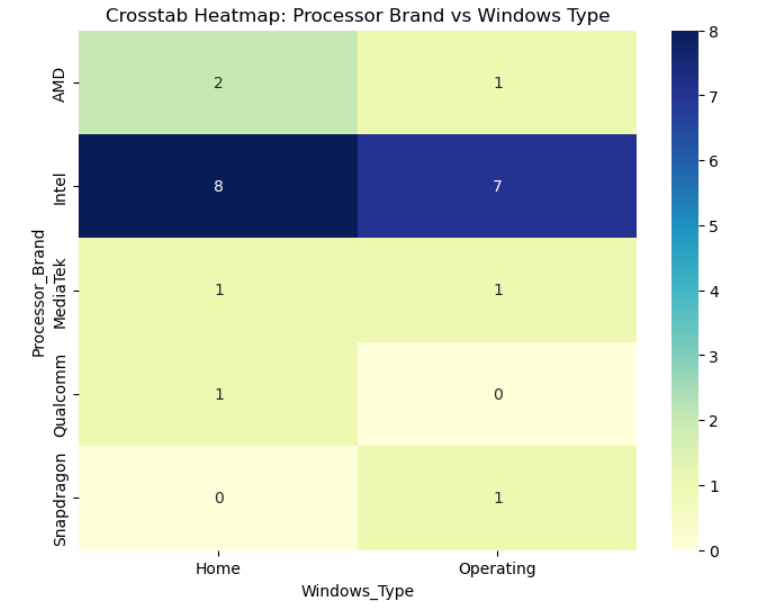 Crosstab Heatmap: Processor Brand vs Windows Type
Processor_Brand
AMD
2
1
Intel
8
7
MediaTek
1
1
Qualcomm
1
0
Snapdragon
0
1
Home
Operating
Windows_Type
8
7
6
5
4
3
2
1
0